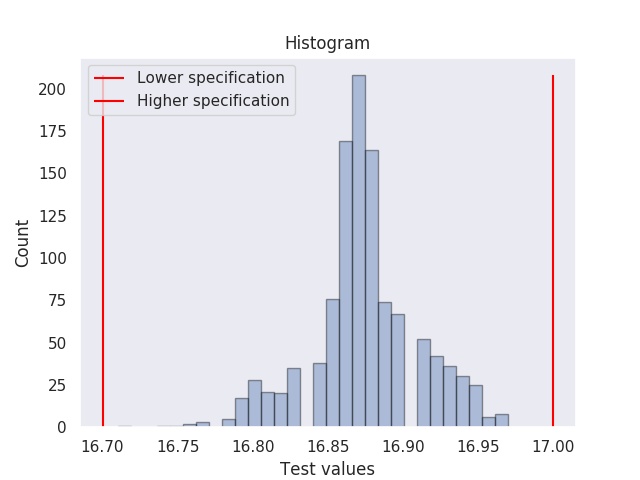 Histogram
Lower specification
Higher specification
200
175
150
125
100
75
50
25
0
Count
16.70 16.75 16.80 16.85 16.90 16.95 17.00
Test values